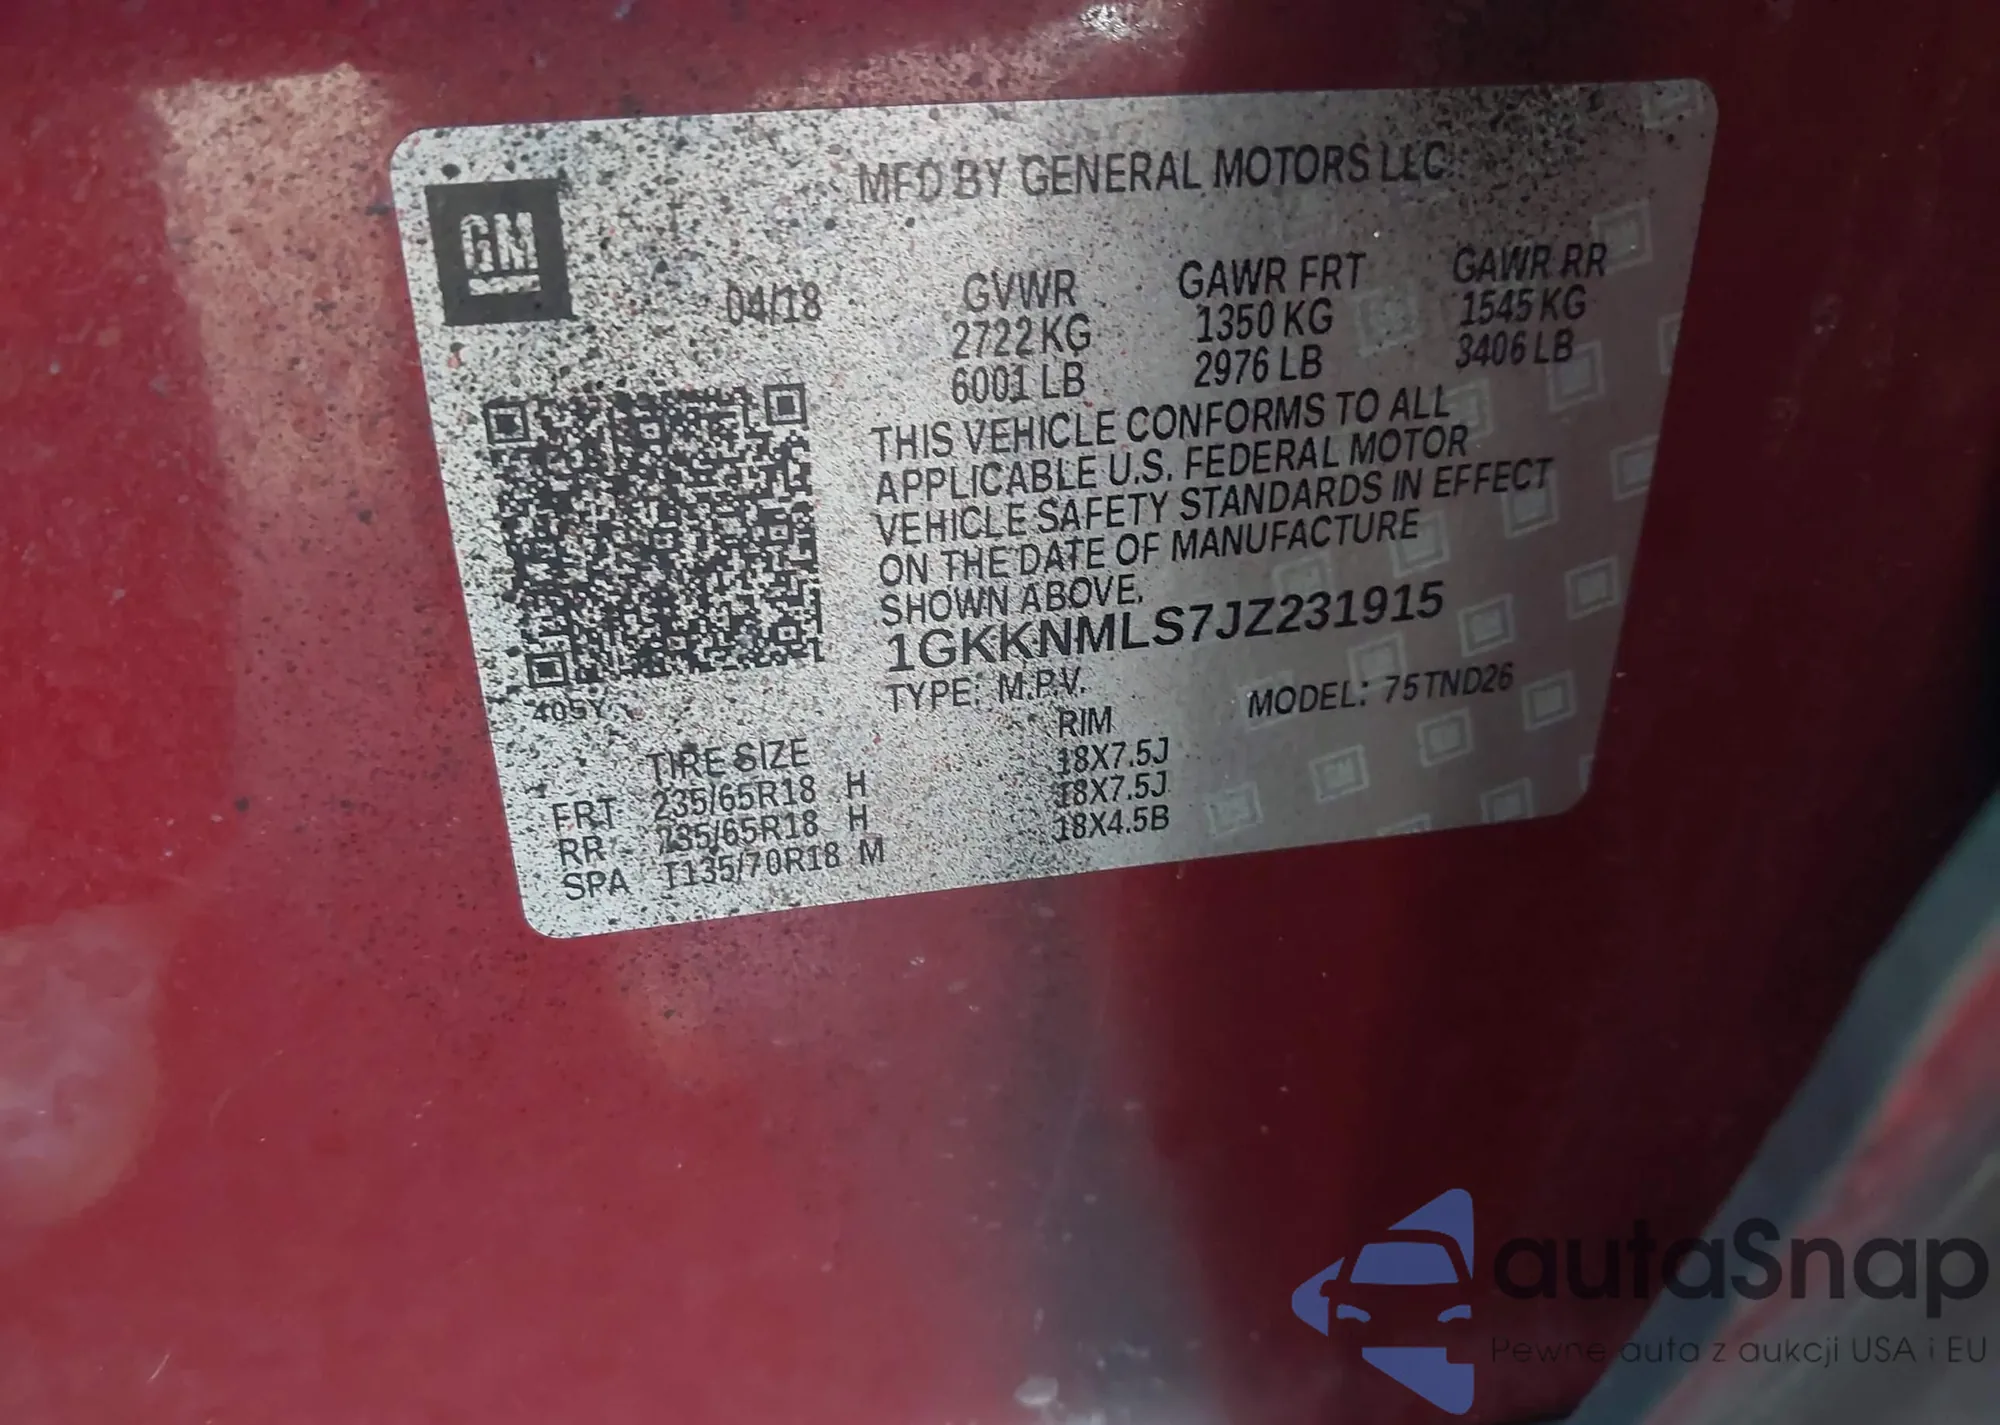 MFD BY GENERAL MOTORS LLC
GM
04/18
GVWR GAWR FRT GAWR RR
2722 KG 1350 KG 1545 KG
6001 LB 2976 LB 3406 LB
THIS VEHICLE CONFORMS TO ALL
APPLICABLE U.S. FEDERAL MOTOR
VEHICLE SAFETY STANDARDS IN EFFECT
ON THE DATE OF MANUFACTURE
SHOWN ABOVE.
1GKKNMLS7JZ231915
TYPE: M.P.V. MODEL: 75TND26
405Y
TIRE SIZE RIM
FRT 235/65R18 H 18X7.5J
RR 235/65R18 H 18X7.5J
SPA T135/70R18 M 18X4.5B
autaSnap
Pewne auta z aukcji USA i EU